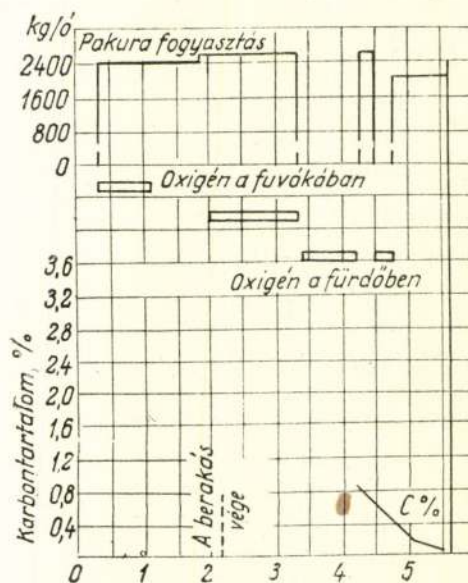 kg/ó
Pakura fogyasztás
2400
1600
800
0
Oxigén a fuvókában
Oxigén a fürdőben
3,6
3,2
2,8
2,4
2,0
1,6
1,2
0,8
0,4
Karbontartalom, %
A berakás
vége
C%
0 1 2 3 4 5